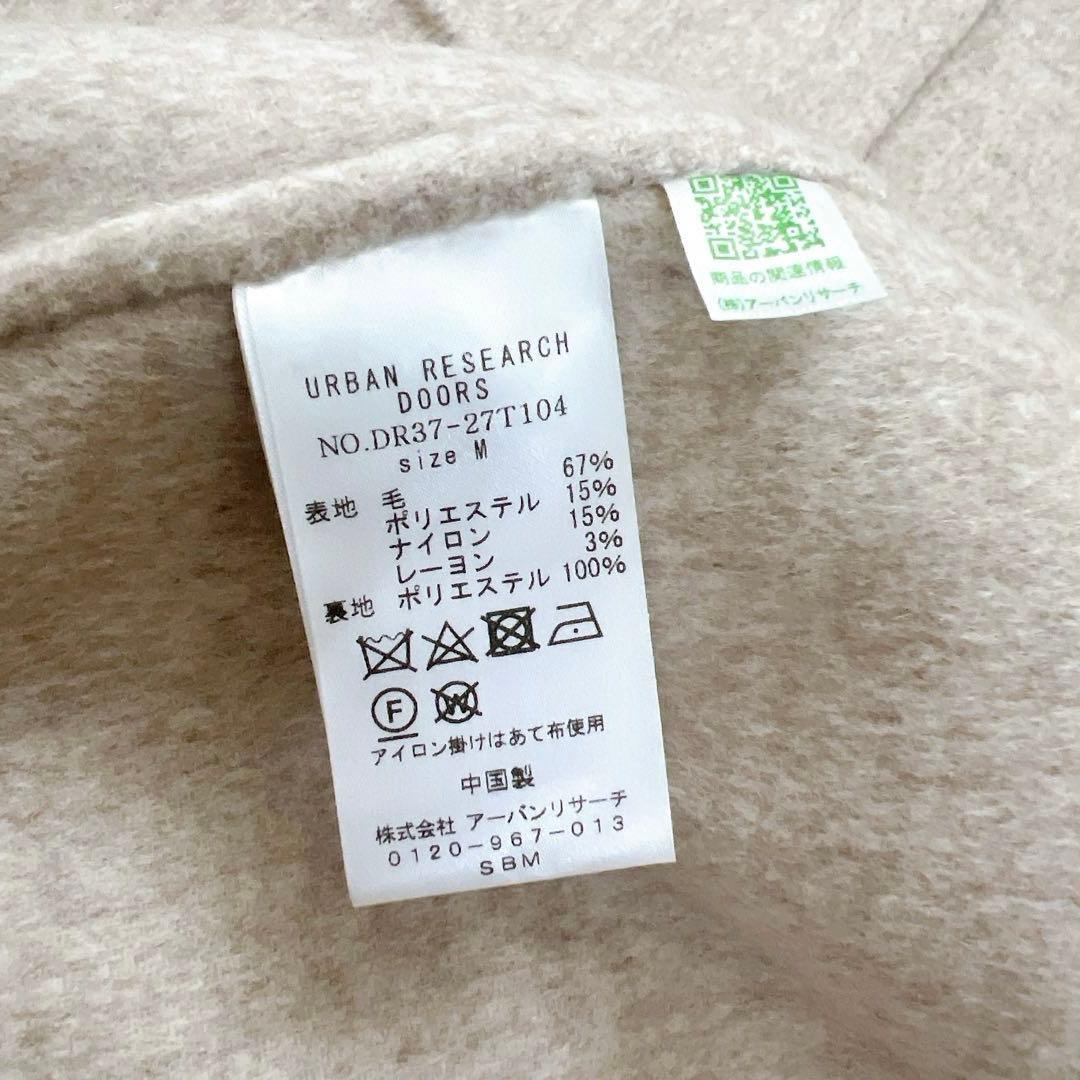 URBAN RESEARCH
DOORS
NO.DR37-27T104
size M
表地 毛 67%
ポリエステル 15%
ナイロン 15%
レーヨン 3%
裏地 ポリエステル 100%
F W
アイロン掛けはあて布使用
中国製
株式会社 アーバンリサーチ
0120-967-013
SBM
商品の関連情報
(株)アーバンリサーチ